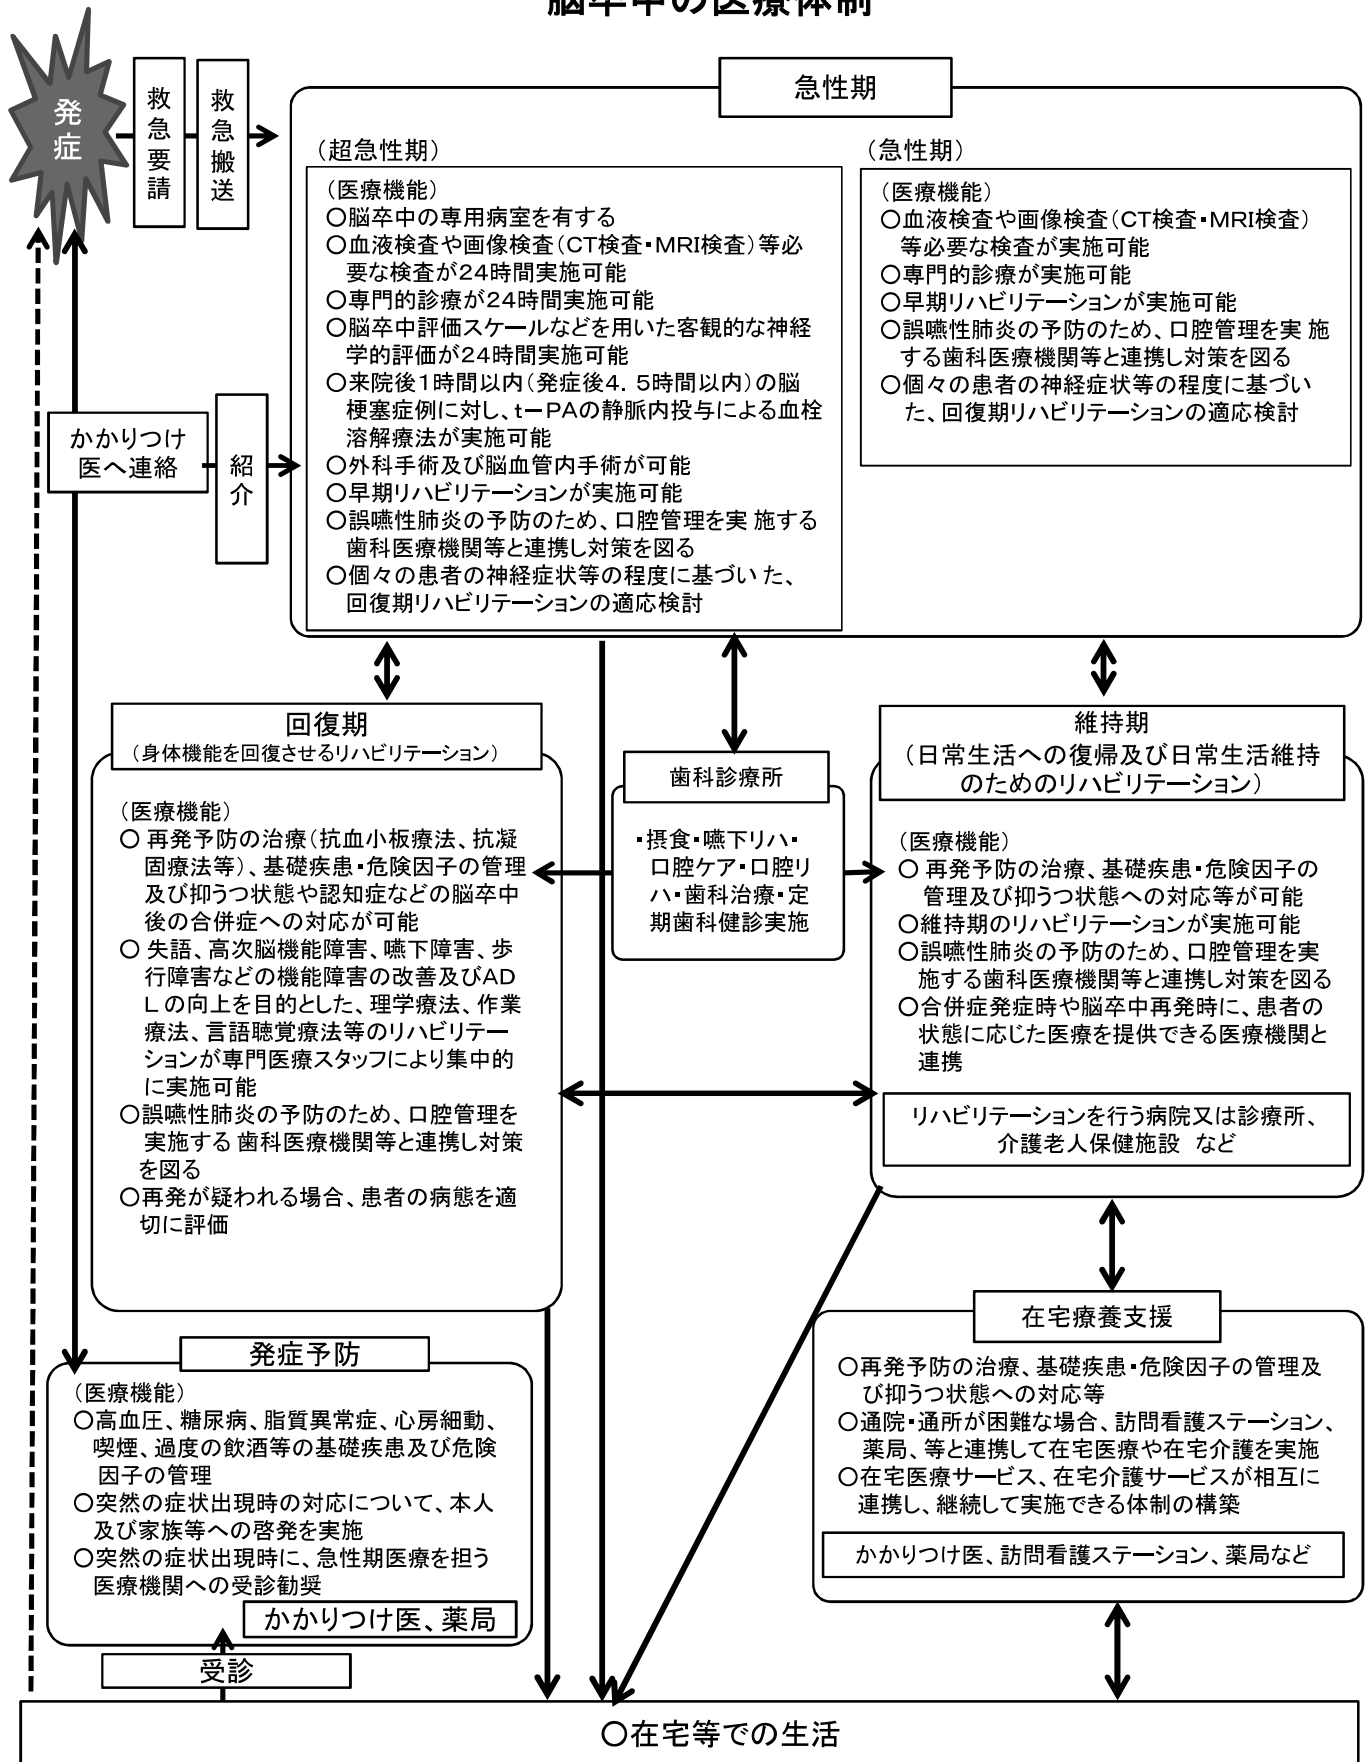 脳卒中の医療体制
発症
救急要請
救急搬送
急性期
（超急性期）
（医療機能）
○脳卒中の専用病室を有する
○血液検査や画像検査（CT検査・MRI検査）等必
要な検査が24時間実施可能
○専門的診療が24時間実施可能
○脳卒中評価スケールなどを用いた客観的な神経
学的評価が24時間実施可能
○来院後1時間以内（発症後4．5時間以内）の脳
梗塞症例に対し、t－PAの静脈内投与による血栓
溶解療法が実施可能
○外科手術及び脳血管内手術が可能
○早期リハビリテーションが実施可能
○誤嚥性肺炎の予防のため、口腔管理を実 施する
歯科医療機関等と連携し対策を図る
○個々の患者の神経症状等の程度に基づい た、
回復期リハビリテーションの適応検討
（急性期）
（医療機能）
○血液検査や画像検査（CT検査・MRI検査）
等必要な検査が実施可能
○専門的診療が実施可能
○早期リハビリテーションが実施可能
○誤嚥性肺炎の予防のため、口腔管理を実 施
する歯科医療機関等と連携し対策を図る
○個々の患者の神経症状等の程度に基づい
た、回復期リハビリテーションの適応検討
かかりつけ
医へ連絡
紹介
回復期
（身体機能を回復させるリハビリテーション）
（医療機能）
○ 再発予防の治療（抗血小板療法、抗凝
固療法等）、基礎疾患・危険因子の管理
及び抑うつ状態や認知症などの脳卒中
後の合併症への対応が可能
○ 失語、高次脳機能障害、嚥下障害、歩
行障害などの機能障害の改善及びAD
Ｌの向上を目的とした、理学療法、作業
療法、言語聴覚療法等のリハビリテー
ションが専門医療スタッフにより集中的
に実施可能
○誤嚥性肺炎の予防のため、口腔管理を
実施する 歯科医療機関等と連携し対策
を図る
○再発が疑われる場合、患者の病態を適
切に評価
歯科診療所
・摂食・嚥下リハ・
口腔ケア・口腔リ
ハ・歯科治療・定
期歯科健診実施
維持期
（日常生活への復帰及び日常生活維持
のためのリハビリテーション）
（医療機能）
○ 再発予防の治療、基礎疾患・危険因子の
管理及び抑うつ状態への対応等が可能
○維持期のリハビリテーションが実施可能
○誤嚥性肺炎の予防のため、口腔管理を実
施する歯科医療機関等と連携し対策を図る
○合併症発症時や脳卒中再発時に、患者の
状態に応じた医療を提供できる医療機関と
連携
リハビリテーションを行う病院又は診療所、
介護老人保健施設 など
在宅療養支援
○再発予防の治療、基礎疾患・危険因子の管理及
び抑うつ状態への対応等
○通院・通所が困難な場合、訪問看護ステーション、
薬局、等と連携して在宅医療や在宅介護を実施
○在宅医療サービス、在宅介護サービスが相互に
連携し、継続して実施できる体制の構築
かかりつけ医、訪問看護ステーション、薬局など
発症予防
（医療機能）
○高血圧、糖尿病、脂質異常症、心房細動、
喫煙、過度の飲酒等の基礎疾患及び危険
因子の管理
○突然の症状出現時の対応について、本人
及び家族等への啓発を実施
○突然の症状出現時に、急性期医療を担う
医療機関への受診勧奨
かかりつけ医、薬局
受診
○在宅等での生活